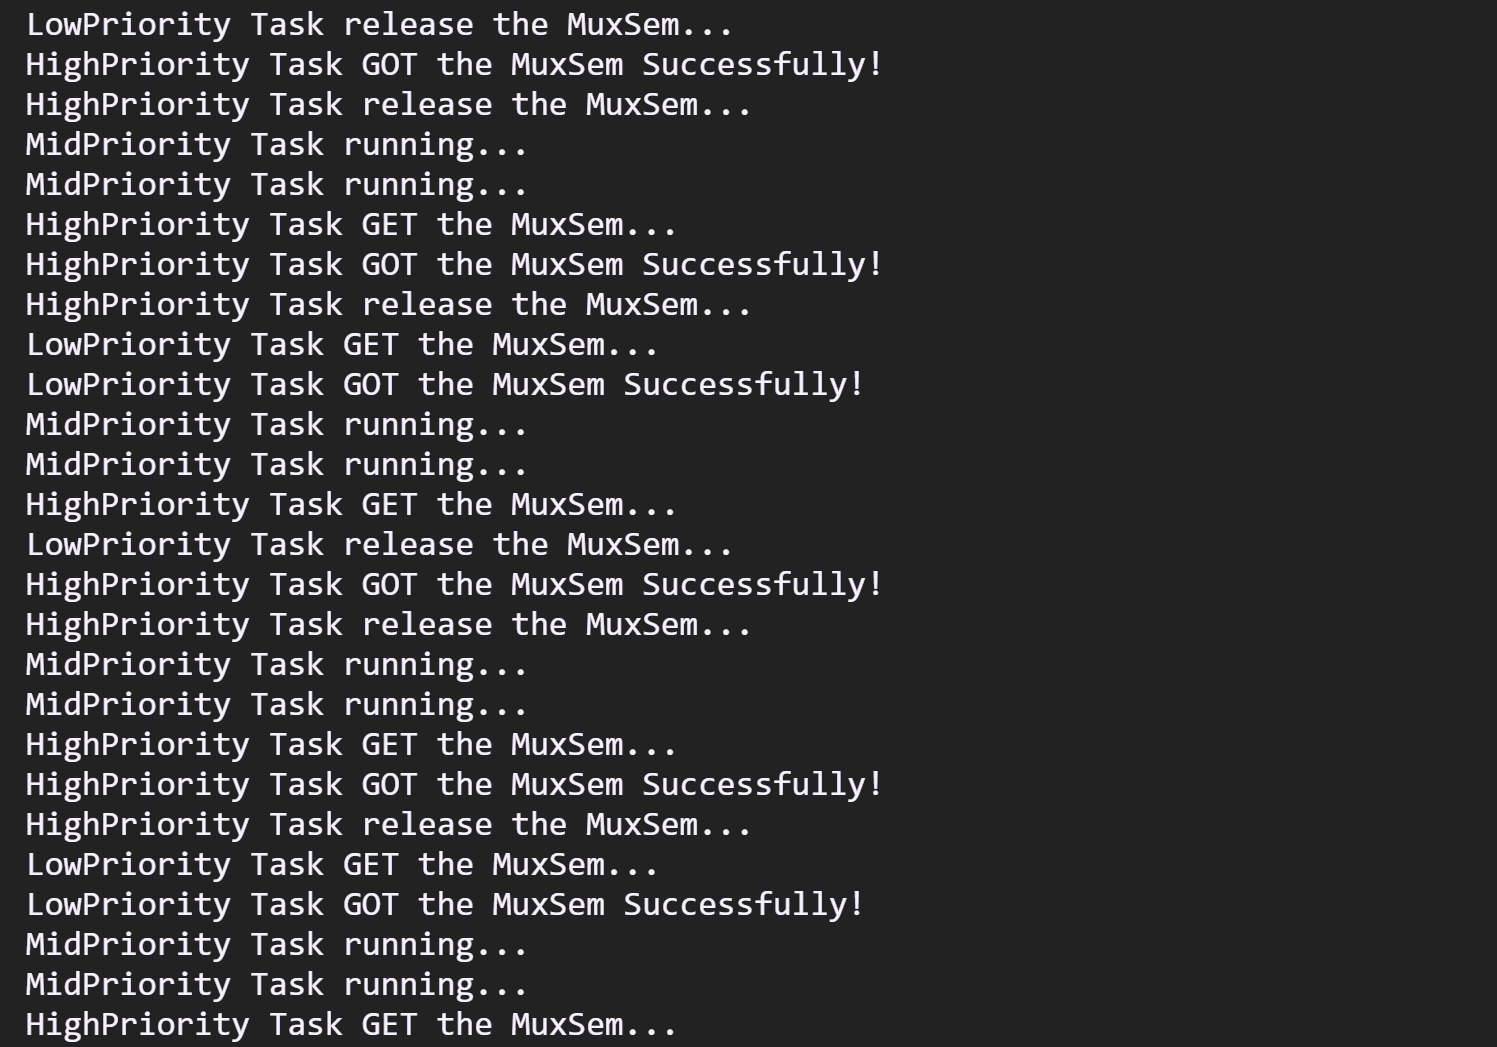 LowPriority Task release the MuxSem...
HighPriority Task GOT the MuxSem Successfully!
HighPriority Task release the MuxSem...
MidPriority Task running...
MidPriority Task running...
HighPriority Task GET the MuxSem...
HighPriority Task GOT the MuxSem Successfully!
HighPriority Task release the MuxSem...
LowPriority Task GET the MuxSem...
LowPriority Task GOT the MuxSem Successfully!
MidPriority Task running...
MidPriority Task running...
HighPriority Task GET the MuxSem...
LowPriority Task release the MuxSem...
HighPriority Task GOT the MuxSem Successfully!
HighPriority Task release the MuxSem...
MidPriority Task running...
MidPriority Task running...
HighPriority Task GET the MuxSem...
HighPriority Task GOT the MuxSem Successfully!
HighPriority Task release the MuxSem...
LowPriority Task GET the MuxSem...
LowPriority Task GOT the MuxSem Successfully!
MidPriority Task running...
MidPriority Task running...
HighPriority Task GET the MuxSem...